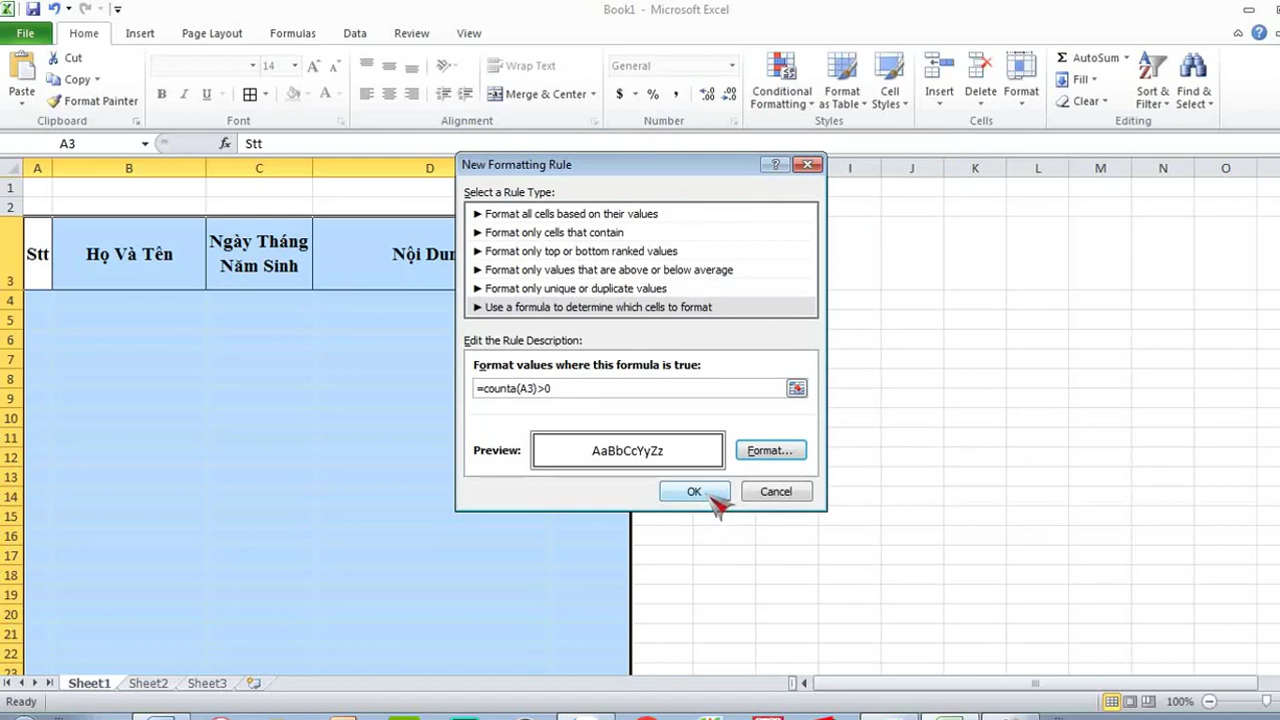 Book1 - Microsoft Excel
File Home Insert Page Layout Formulas Data Review View
Paste
Cut
Copy
Format Painter
14
Wrap Text
Merge & Center
General
Conditional Formatting
Format as Table
Cell Styles
Insert
Delete
Format
AutoSum
Fill
Clear
Sort & Filter
Find & Select
Clipboard Font Alignment Number Styles Cells Editing
A3 fx Stt
A B C D I J K L M N O
1
2
3 Stt Họ Và Tên Ngày Tháng Năm Sinh Nội Dun
4
5
6
7
8
9
10
11
12
13
14
15
16
17
18
19
20
21
22
23
New Formatting Rule
Select a Rule Type:
► Format all cells based on their values
► Format only cells that contain
► Format only top or bottom ranked values
► Format only values that are above or below average
► Format only unique or duplicate values
► Use a formula to determine which cells to format
Edit the Rule Description:
Format values where this formula is true:
=counta(A3)>0
Preview: AaBbCcYyZz Format...
OK Cancel
Sheet1 Sheet2 Sheet3
Ready 100%